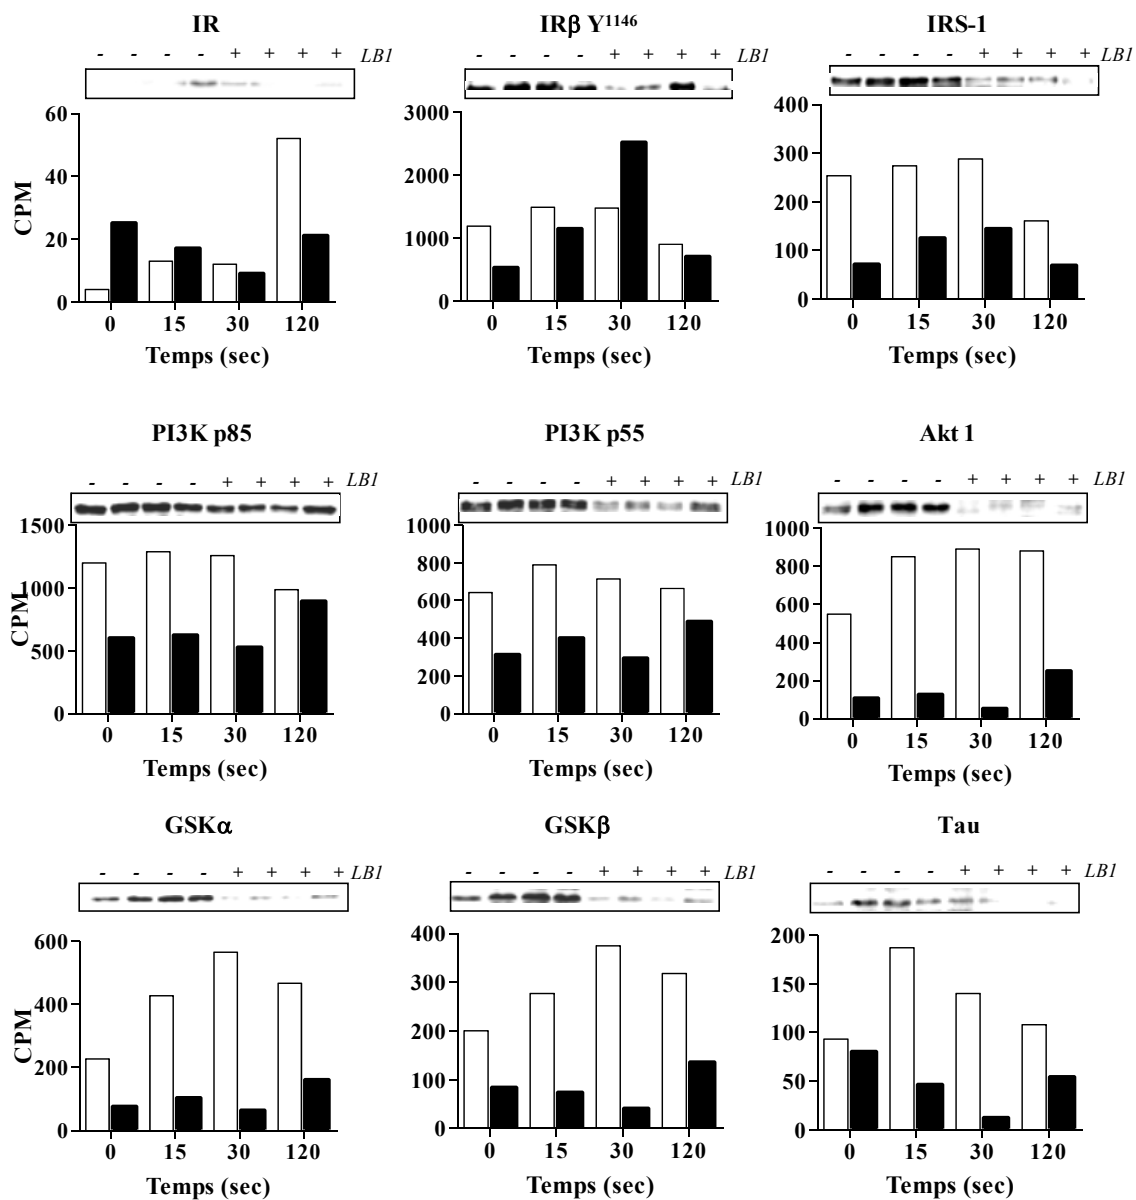 IR
- - - - + + + + LB1
60
40
20
0
CPM
0 15 30 120
Temps (sec)
IRβ Y1146
- - - - + + + + LB1
3000
2000
1000
0
0 15 30 120
Temps (sec)
IRS-1
- - - - + + + + LB1
400
300
200
100
0
0 15 30 120
Temps (sec)
PI3K p85
- - - - + + + + LB1
1500
1000
500
0
CPM
0 15 30 120
Temps (sec)
PI3K p55
- - - - + + + + LB1
1000
800
600
400
200
0
0 15 30 120
Temps (sec)
Akt 1
- - - - + + + + LB1
1000
800
600
400
200
0
0 15 30 120
Temps (sec)
GSKα
- - - - + + + + LB1
600
400
200
0
CPM
0 15 30 120
Temps (sec)
GSKβ
- - - - + + + + LB1
400
300
200
100
0
0 15 30 120
Temps (sec)
Tau
- - - - + + + + LB1
200
150
100
50
0
0 15 30 120
Temps (sec)